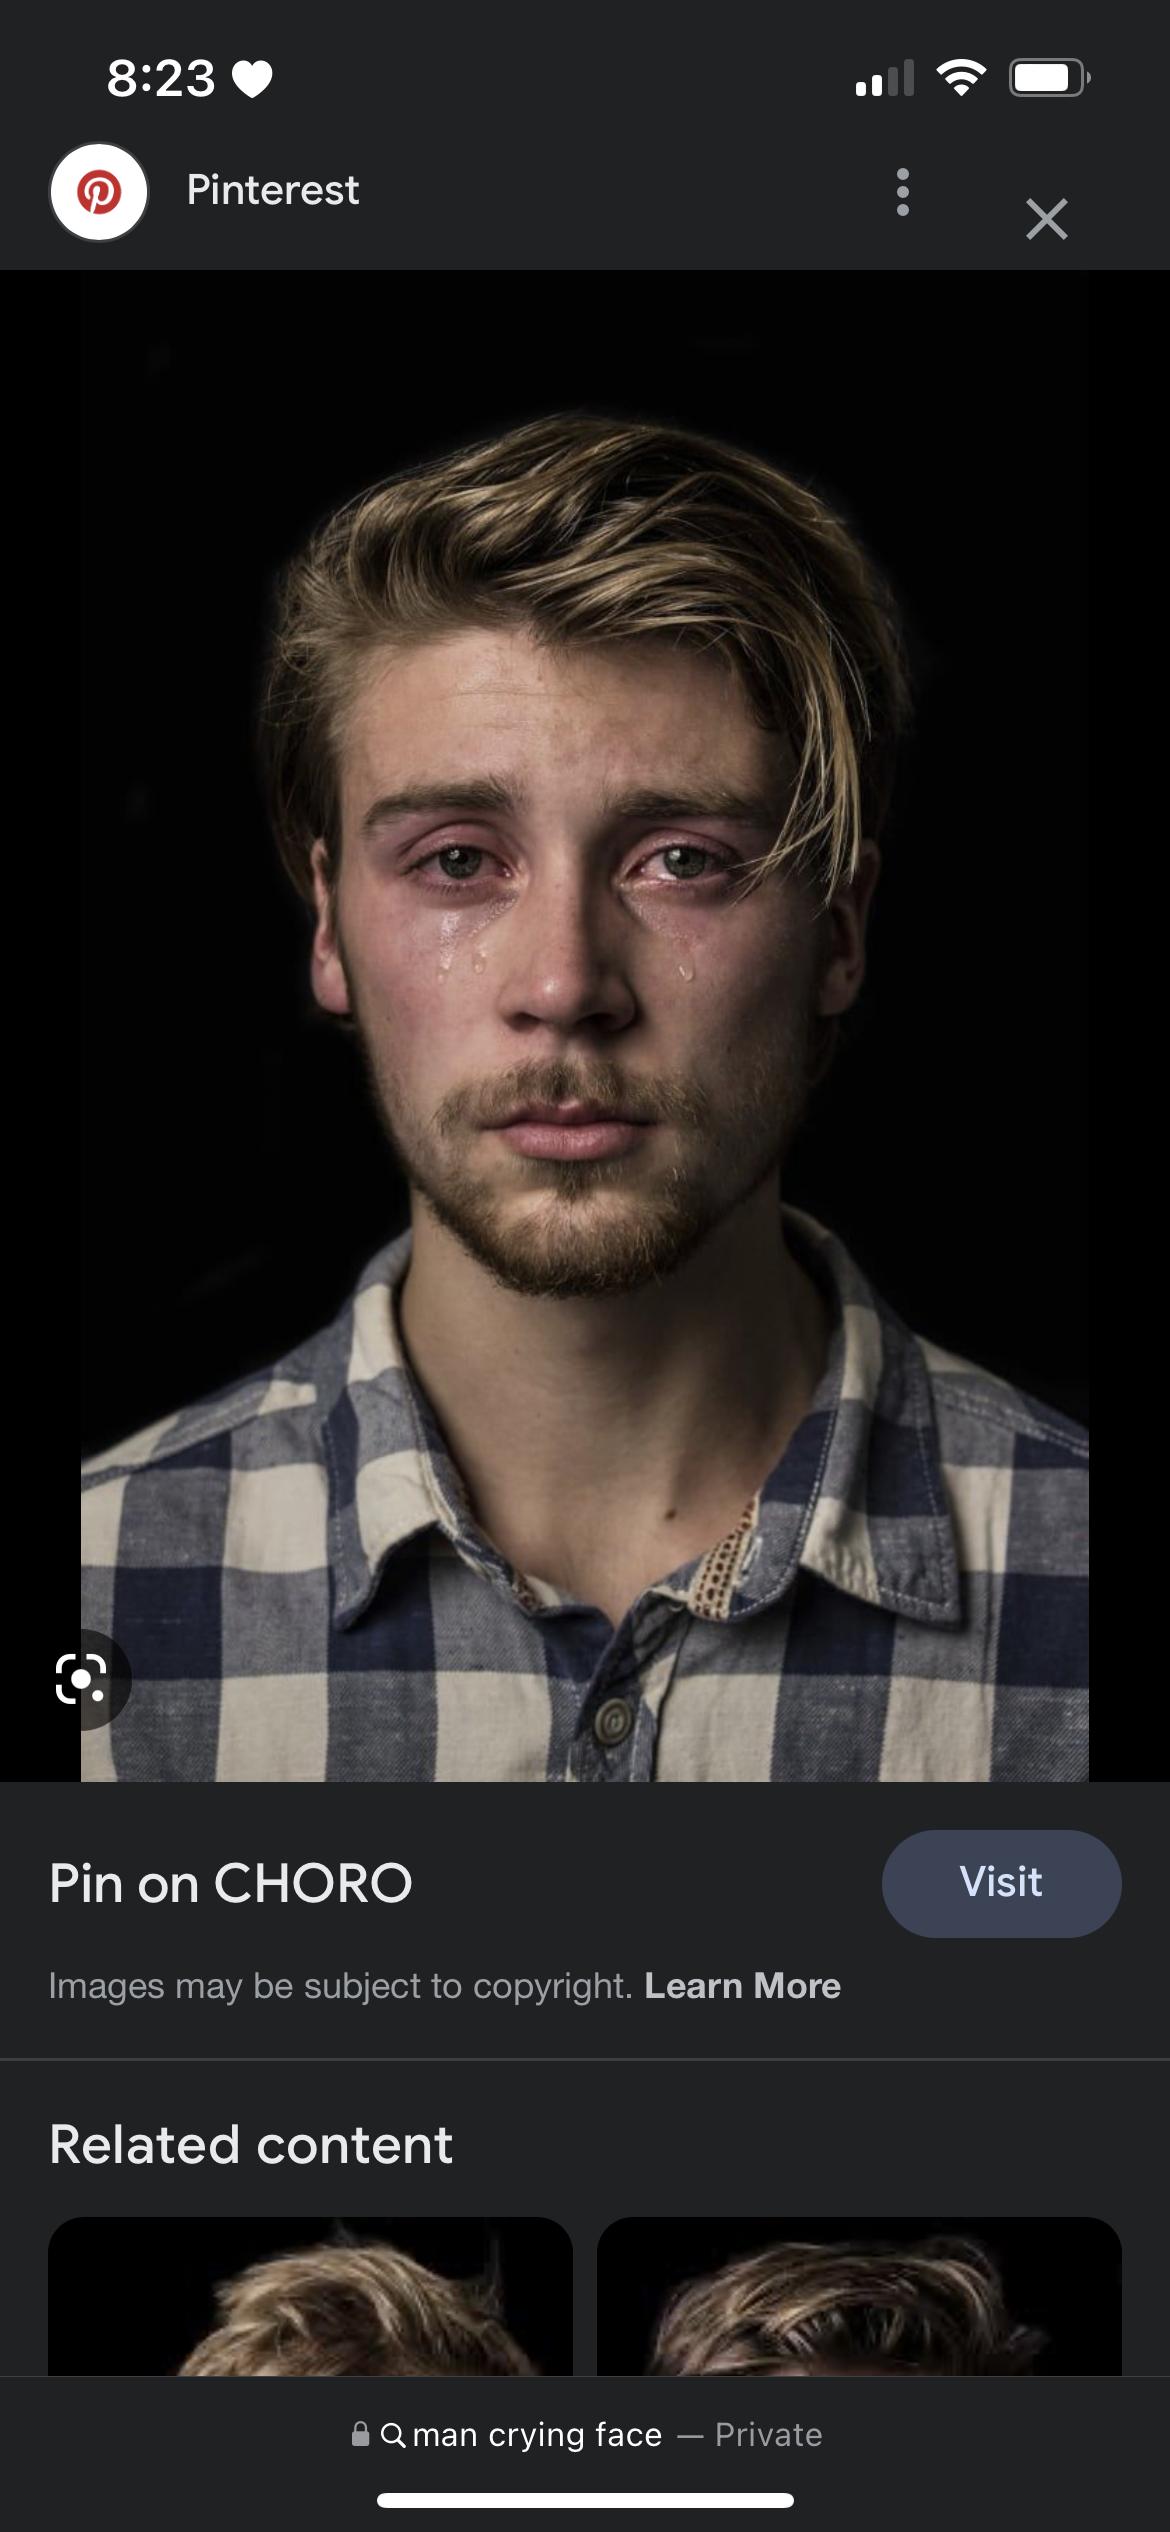 8:23
Pinterest
Pin on CHORO
Visit
Images may be subject to copyright. Learn More
Related content
man crying face — Private